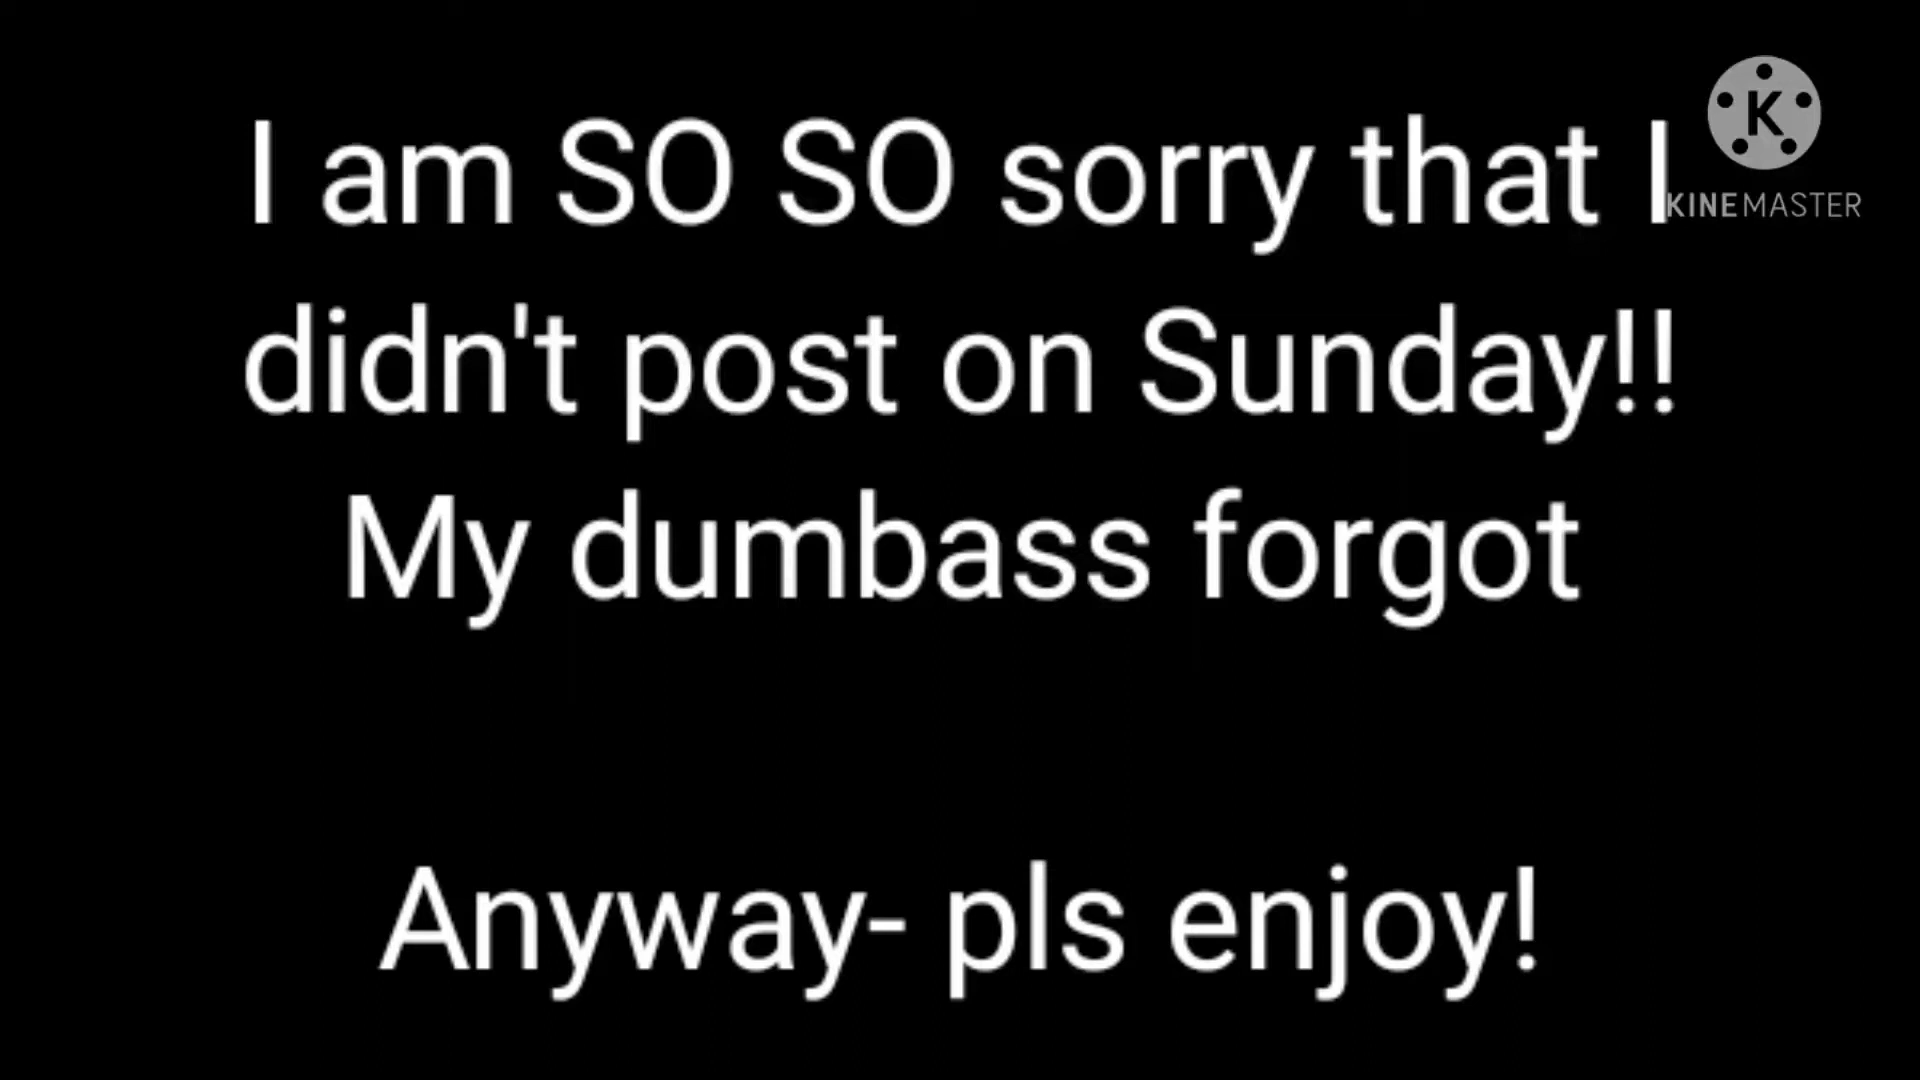 I am SO SO sorry that I
didn't post on Sunday!!
My dumbass forgot
Anyway- pls enjoy!
K
KINEMASTER